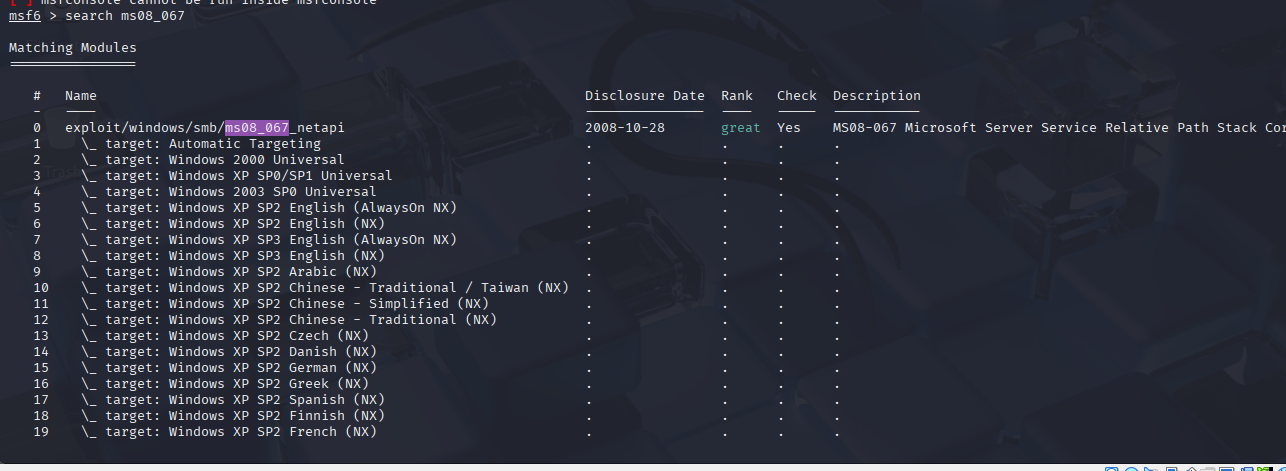 [ ] msfconsole cannot be run inside msfconsole
msf6 > search ms08_067
Matching Modules
================
# Name Disclosure Date Rank Check Description
- ---- --------------- ---- ----- -----------
0 exploit/windows/smb/ms08_067_netapi 2008-10-28 great Yes MS08-067 Microsoft Server Service Relative Path Stack Cor
1 \_ target: Automatic Targeting . . . .
2 \_ target: Windows 2000 Universal . . . .
3 \_ target: Windows XP SP0/SP1 Universal . . . .
4 \_ target: Windows 2003 SP0 Universal . . . .
5 \_ target: Windows XP SP2 English (AlwaysOn NX) . . . .
6 \_ target: Windows XP SP2 English (NX) . . . .
7 \_ target: Windows XP SP3 English (AlwaysOn NX) . . . .
8 \_ target: Windows XP SP3 English (NX) . . . .
9 \_ target: Windows XP SP2 Arabic (NX) . . . .
10 \_ target: Windows XP SP2 Chinese - Traditional / Taiwan (NX) . . . .
11 \_ target: Windows XP SP2 Chinese - Simplified (NX) . . . .
12 \_ target: Windows XP SP2 Chinese - Traditional (NX) . . . .
13 \_ target: Windows XP SP2 Czech (NX) . . . .
14 \_ target: Windows XP SP2 Danish (NX) . . . .
15 \_ target: Windows XP SP2 German (NX) . . . .
16 \_ target: Windows XP SP2 Greek (NX) . . . .
17 \_ target: Windows XP SP2 Spanish (NX) . . . .
18 \_ target: Windows XP SP2 Finnish (NX) . . . .
19 \_ target: Windows XP SP2 French (NX) . . . .